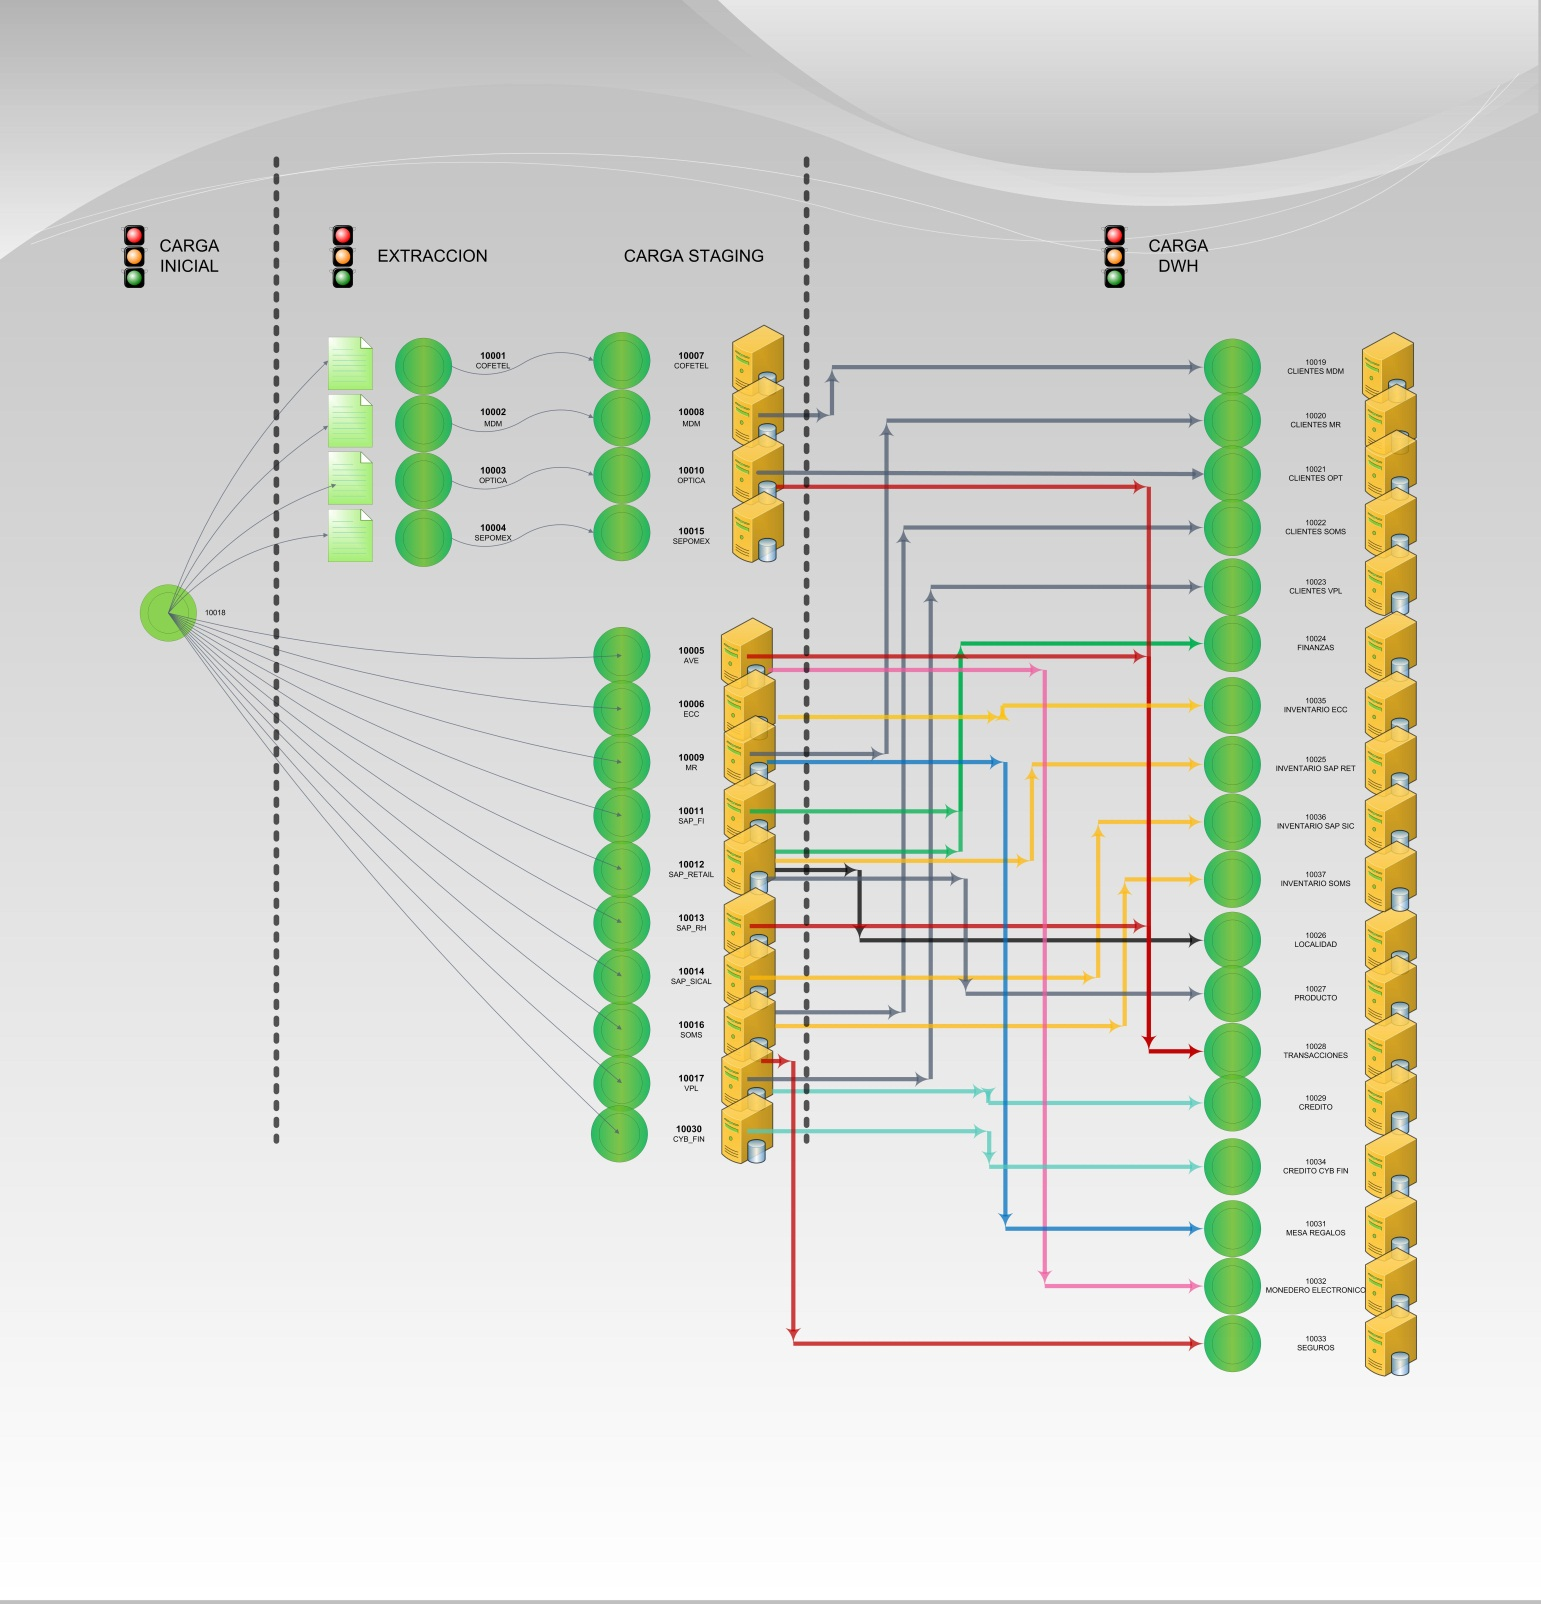 CARGA
INICIAL
EXTRACCION
CARGA STAGING
CARGA
DWH
10018
10001
COFETEL
10002
MDM
10003
OPTICA
10004
SEPOMEX
10007
COFETEL
10008
MDM
10010
OPTICA
10015
SEPOMEX
10005
AVE
10006
ECC
10009
MR
10011
SAP_FI
10012
SAP_RETAIL
10013
SAP_RH
10014
SAP_SICAL
10016
SOMS
10017
VPL
10030
CYB_FIN
10019
CLIENTES MDM
10020
CLIENTES MR
10021
CLIENTES OPT
10022
CLIENTES SOMS
10023
CLIENTES VPL
10024
FINANZAS
10035
INVENTARIO ECC
10025
INVENTARIO SAP RET
10036
INVENTARIO SAP SIC
10037
INVENTARIO SOMS
10026
LOCALIDAD
10027
PRODUCTO
10028
TRANSACCIONES
10029
CREDITO
10034
CREDITO CYB FIN
10031
MESA REGALOS
10032
MONEDERO ELECTRONICO
10033
SEGUROS